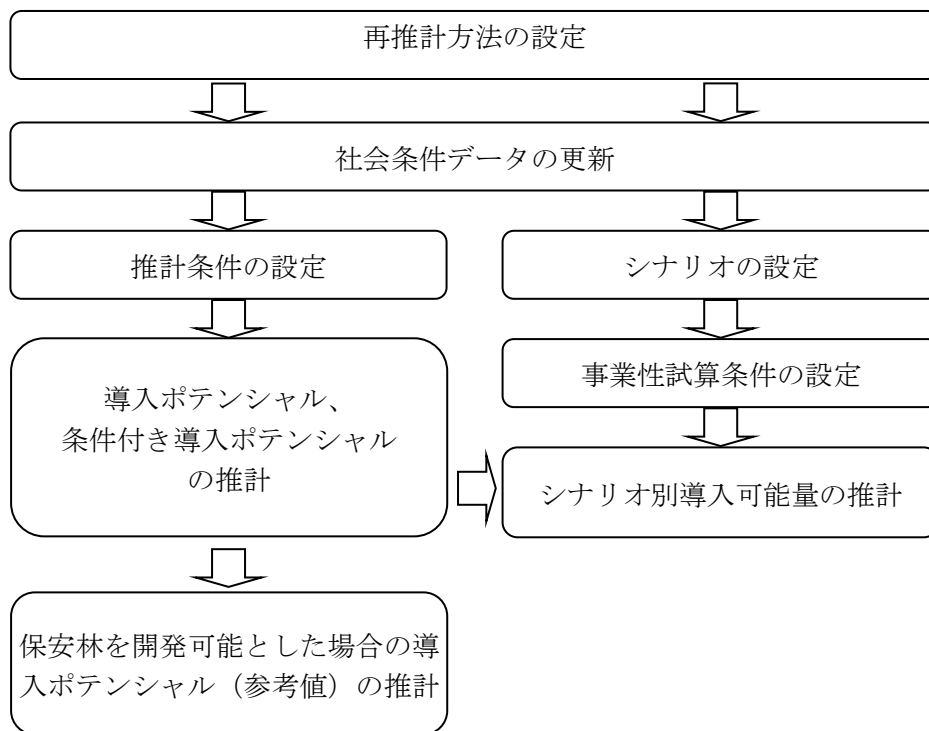 再推計方法の設定
社会条件データの更新
推計条件の設定
シナリオの設定
導入ポテンシャル、
条件付き導入ポテンシャル
の推計
事業性試算条件の設定
シナリオ別導入可能量の推計
保安林を開発可能とした場合の導
入ポテンシャル（参考値）の推計